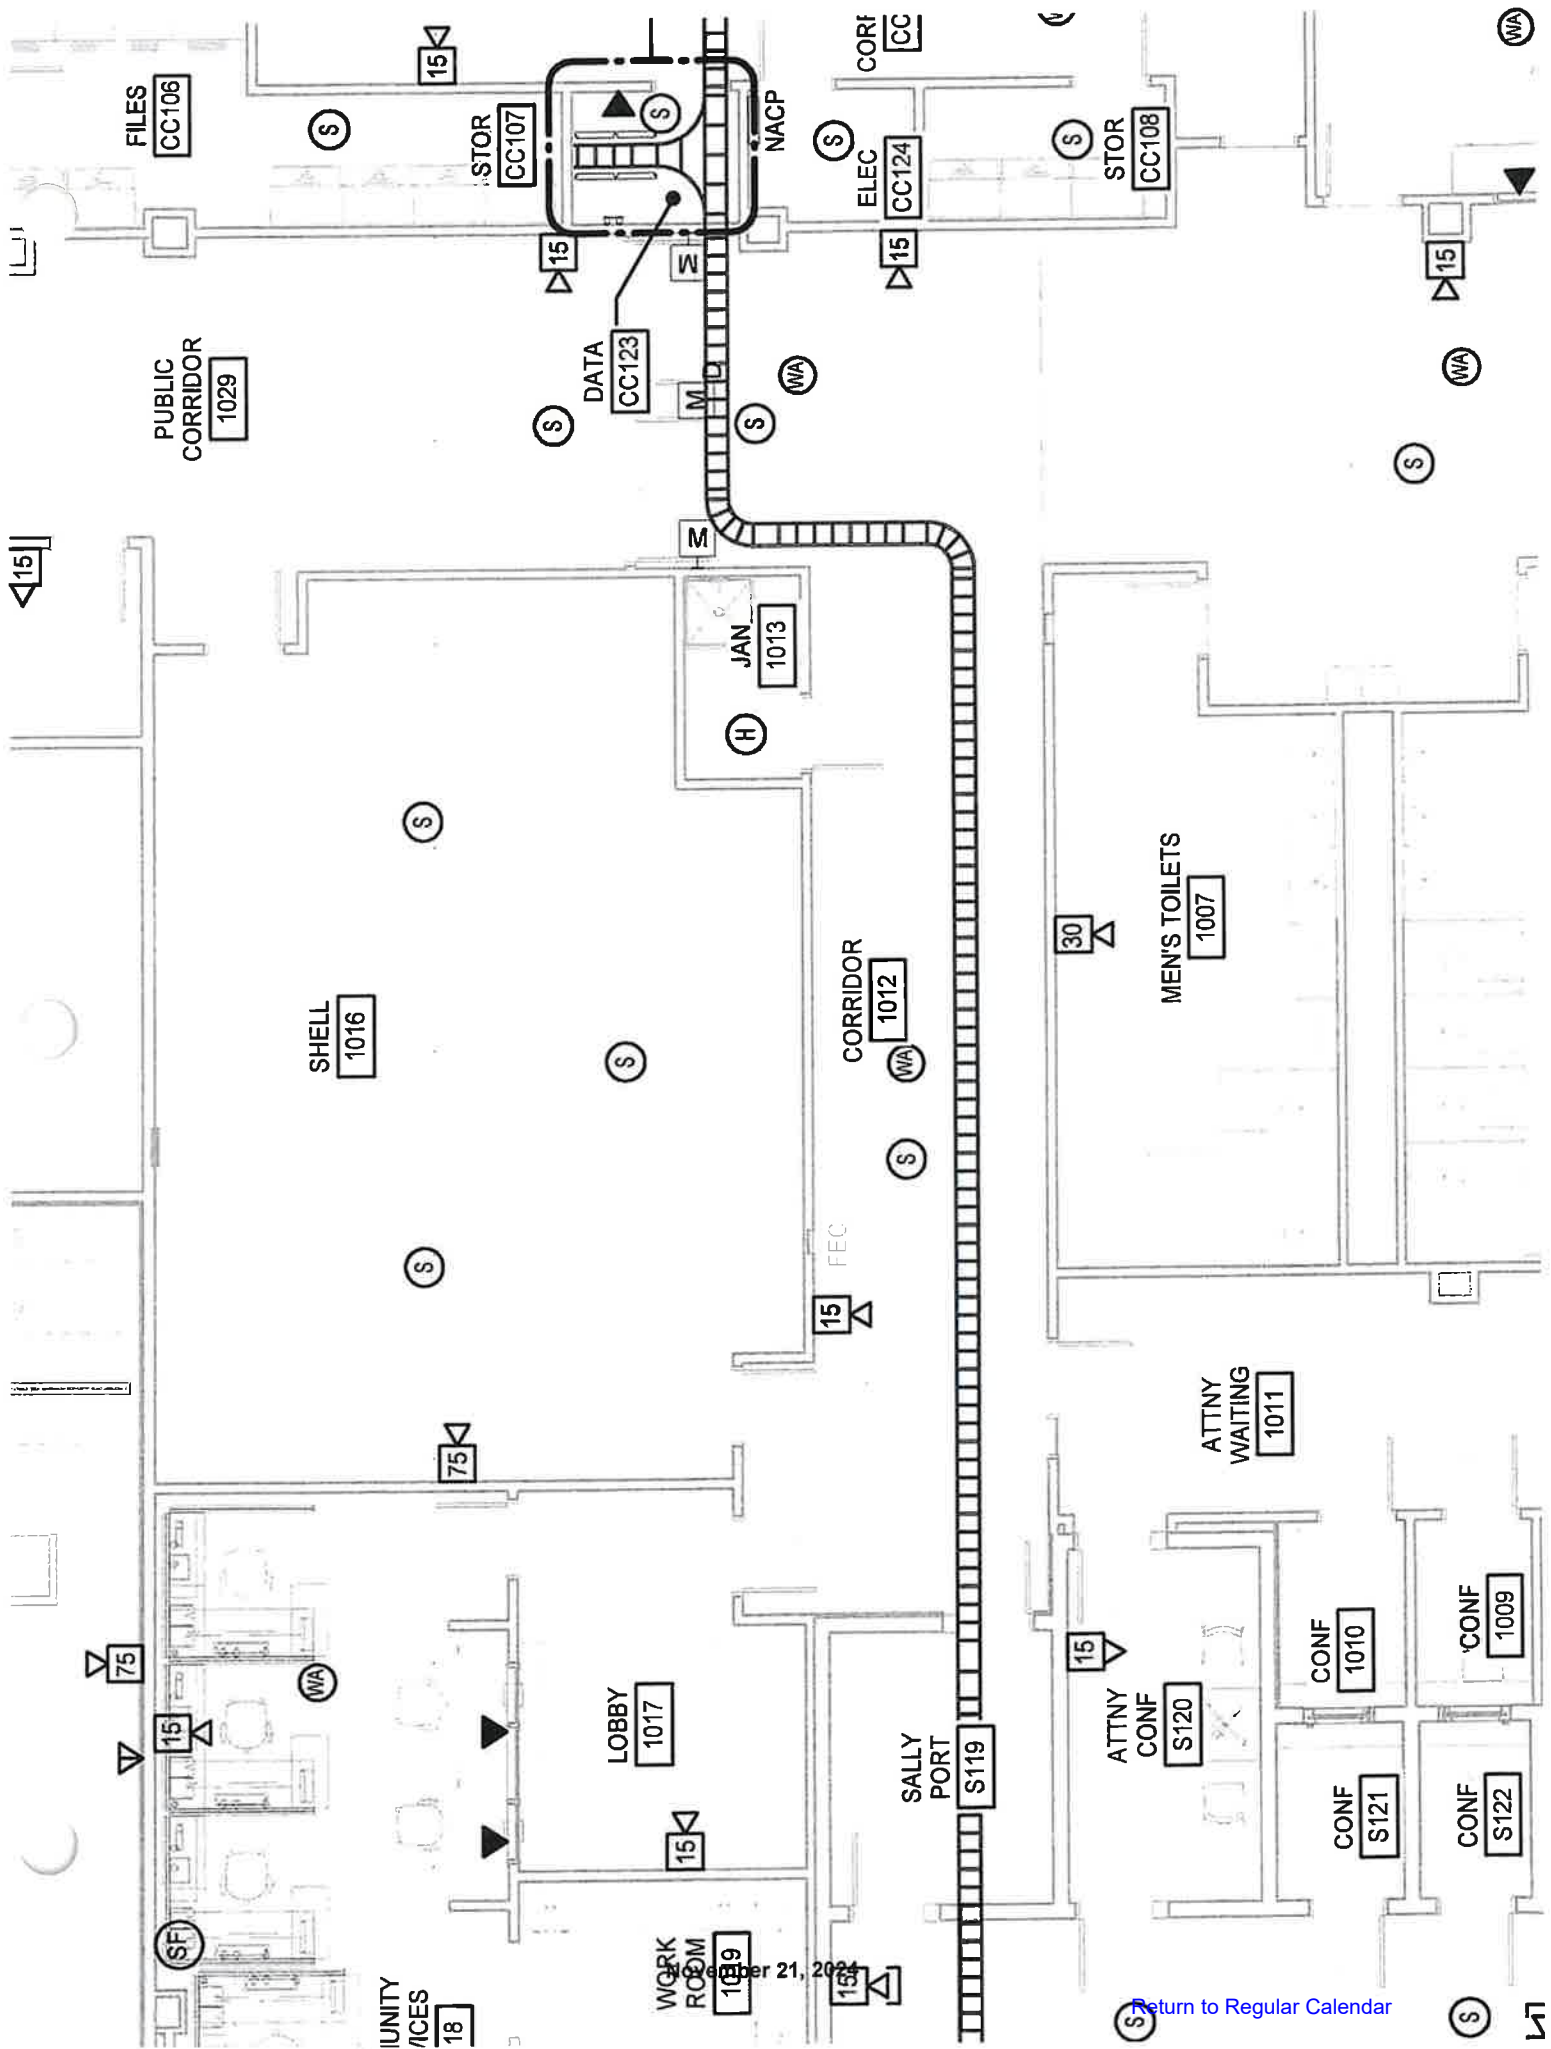 FILES
CC106
S
15
STOR
CC107
S
NACP
S
ELEC
CC124
CC
S
STOR
CC108
WA
15
M
15
15
PUBLIC
CORRIDOR
1029
DATA
CC123
M
WA
S
S
WA
S
15
M
JAN
1013
H
S
SHELL
1016
S
S
CORRIDOR
1012
WA
S
30
MEN'S TOILETS
1007
FEC
15
75
ATTNY
WAITING
1011
75
15
WA
SF
LOBBY
1017
15
SALLY
PORT
S119
15
ATTNY
CONF
S120
CONF
1010
CONF
1009
CONF
S121
CONF
S122
18
WORK
ROOM
1019
15
S
S
November 21, 2024
Return to Regular Calendar